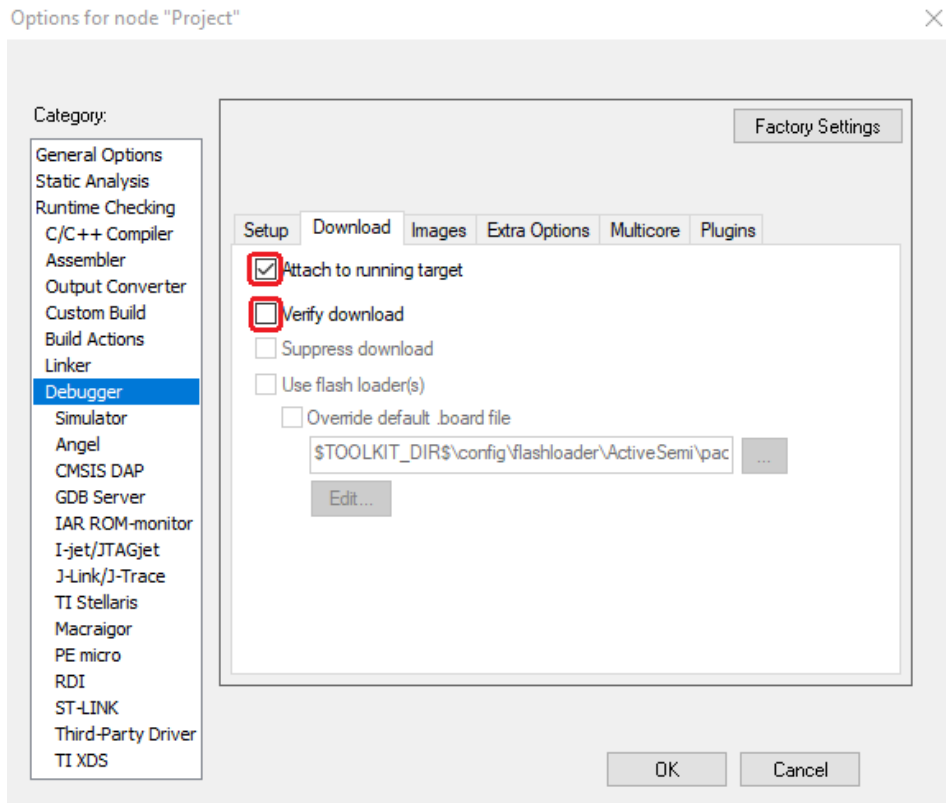 Options for node "Project"
Category:
Factory Settings
General Options
Static Analysis
Runtime Checking
C/C++ Compiler
Assembler
Output Converter
Custom Build
Build Actions
Linker
Debugger
Simulator
Angel
CMSIS DAP
GDB Server
IAR ROM-monitor
I-jet/JTAGjet
J-Link/J-Trace
TI Stellaris
Macraigor
PE micro
RDI
ST-LINK
Third-Party Driver
TI XDS
Setup Download Images Extra Options Multicore Plugins
Attach to running target
Verify download
Suppress download
Use flash loader(s)
Override default .board file
$TOOLKIT_DIR$\config\flashloader\ActiveSemi\pac ...
Edit...
OK Cancel